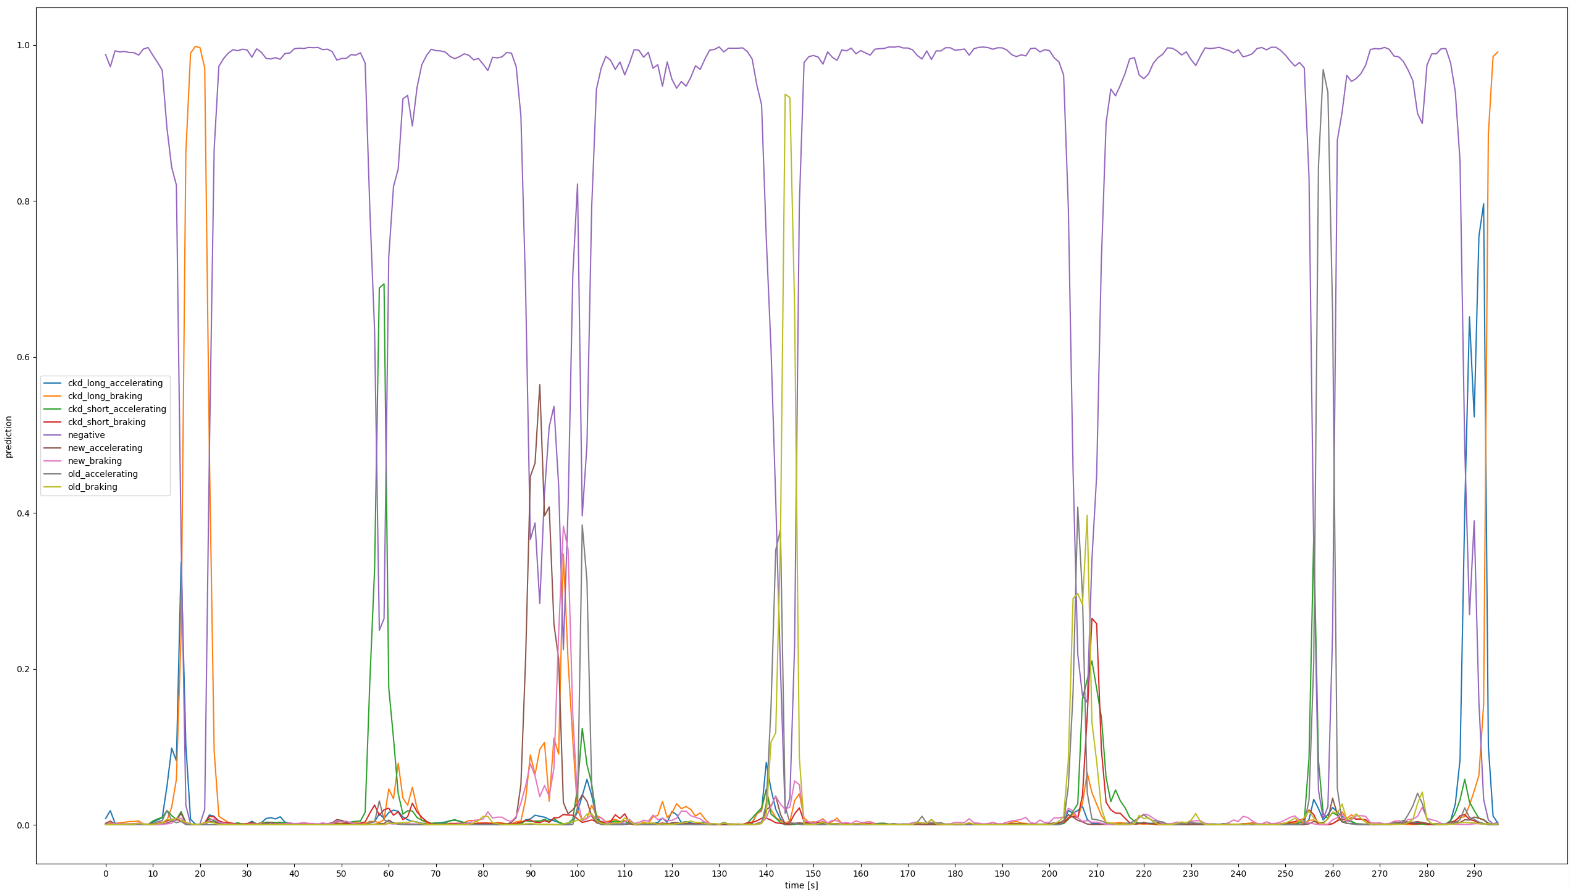 1.0
0.8
0.6
0.4
0.2
0.0
prediction
ckd_long_accelerating
ckd_long_braking
ckd_short_accelerating
ckd_short_braking
negative
new_accelerating
new_braking
old_accelerating
old_braking
0 10 20 30 40 50 60 70 80 90 100 110 120 130 140 150 160 170 180 190 200 210 220 230 240 250 260 270 280 290
time [s]